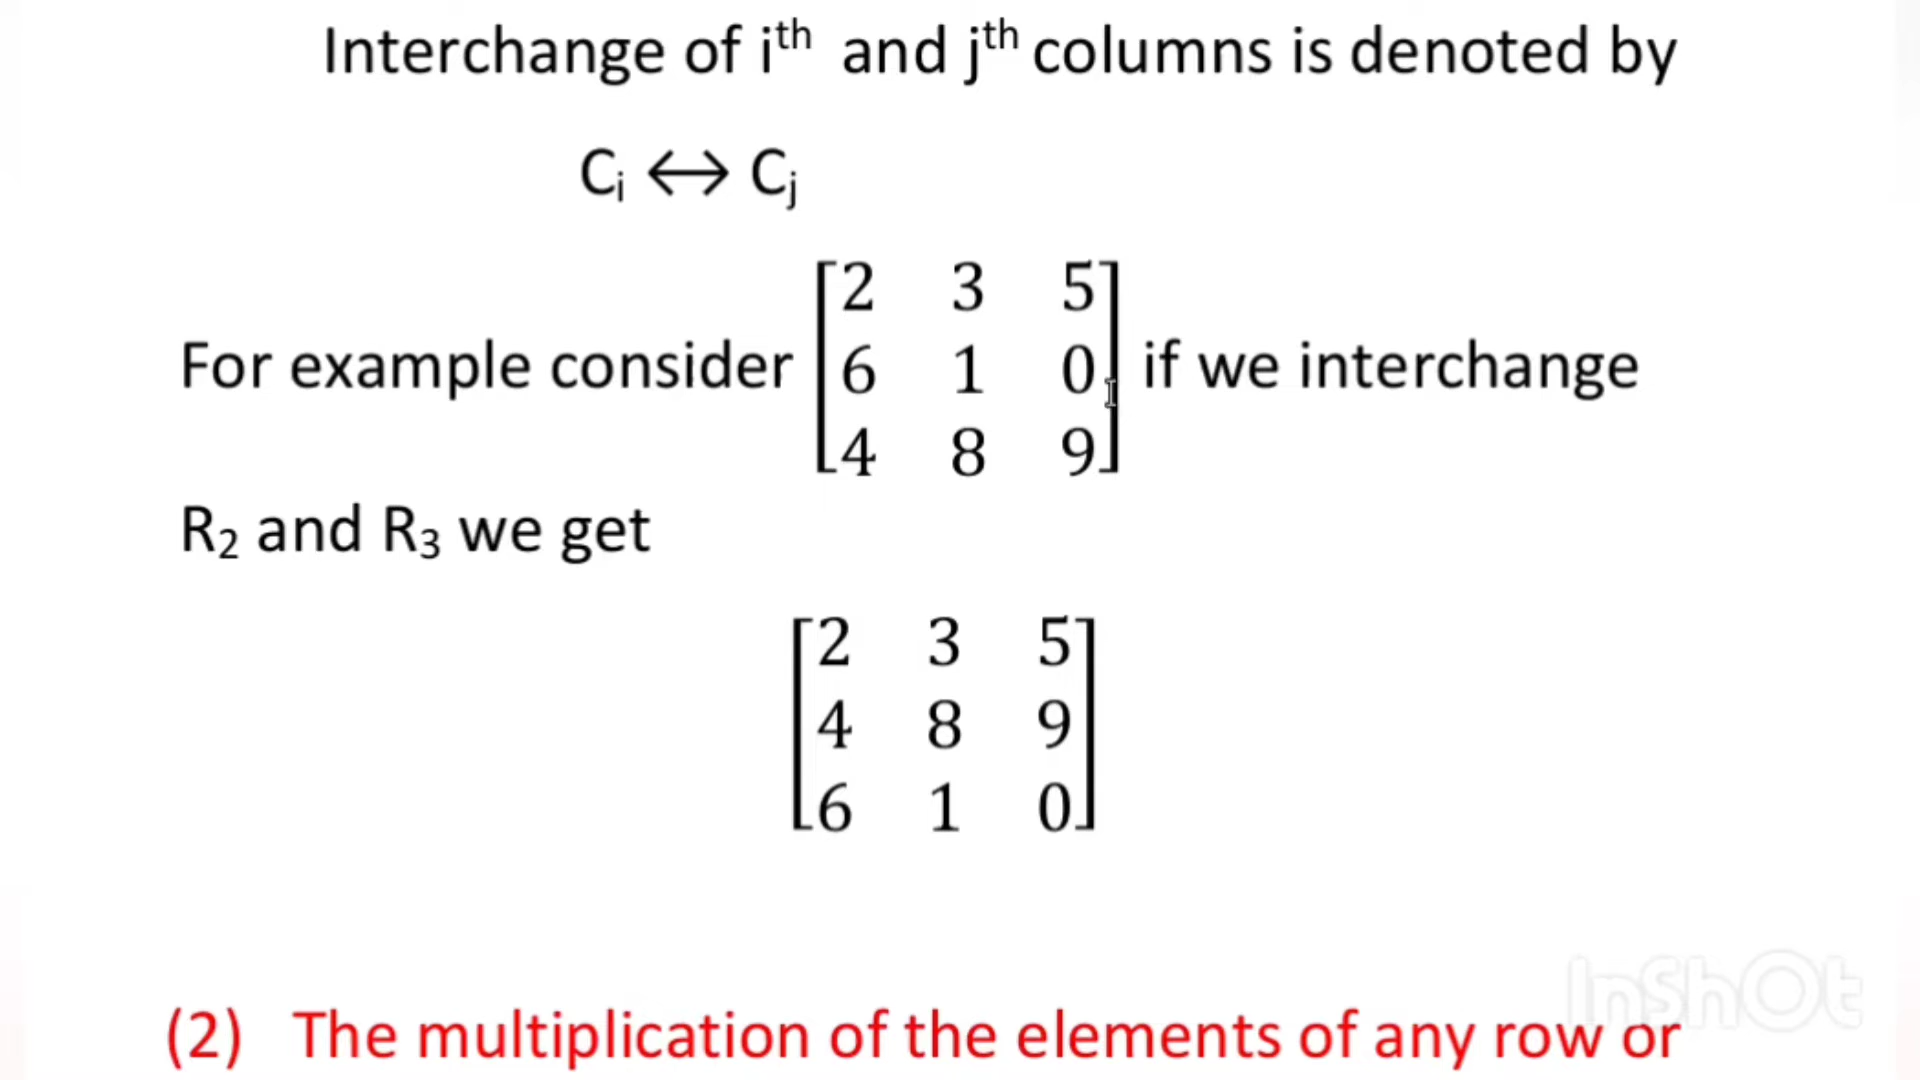 Interchange of iᵗʰ and jᵗʰ columns is denoted by
Cᵢ ↔ Cⱼ
For example consider [2 3 5
6 1 0
4 8 9] if we interchange
R₂ and R₃ we get
[2 3 5
4 8 9
6 1 0]
InShOt
(2) The multiplication of the elements of any row or